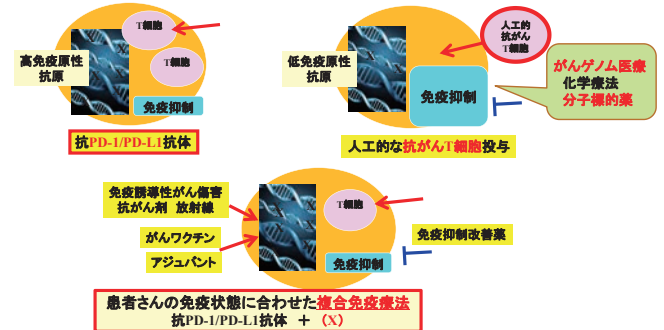 T細胞
T細胞
高免疫原性
抗原
免疫抑制
抗PD-1/PD-L1抗体
人工的
抗がん
T細胞
低免疫原性
抗原
免疫抑制
がんゲノム医療
化学療法
分子標的薬
人工的な抗がんT細胞投与
免疫誘導性がん傷害
抗がん剤 放射線
がんワクチン
アジュバント
T細胞
免疫抑制
免疫抑制改善薬
患者さんの免疫状態に合わせた複合免疫療法
抗PD-1/PD-L1抗体 + (X)